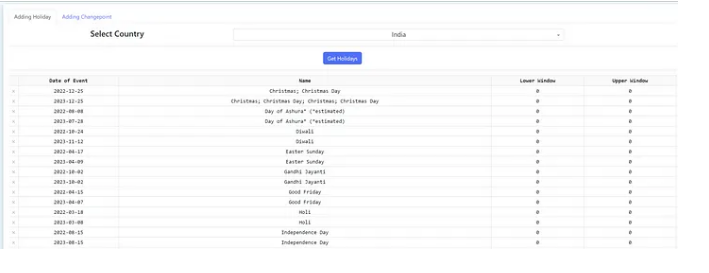 Adding Holiday Adding Changepoint
Select Country India
Get Holidays
Date of Event Name Lower Window Upper Window
× 2022-12-25 Christmas; Christmas Day 0 0
× 2023-12-25 Christmas; Christmas Day; Christmas; Christmas Day 0 0
× 2022-08-08 Day of Ashura* (*estimated) 0 0
× 2023-07-28 Day of Ashura* (*estimated) 0 0
× 2022-10-24 Diwali 0 0
× 2023-11-12 Diwali 0 0
× 2022-04-17 Easter Sunday 0 0
× 2023-04-09 Easter Sunday 0 0
× 2022-10-02 Gandhi Jayanti 0 0
× 2023-10-02 Gandhi Jayanti 0 0
× 2022-04-15 Good Friday 0 0
× 2023-04-07 Good Friday 0 0
× 2022-03-18 Holi 0 0
× 2023-03-08 Holi 0 0
× 2022-08-15 Independence Day 0 0
× 2023-08-15 Independence Day 0 0